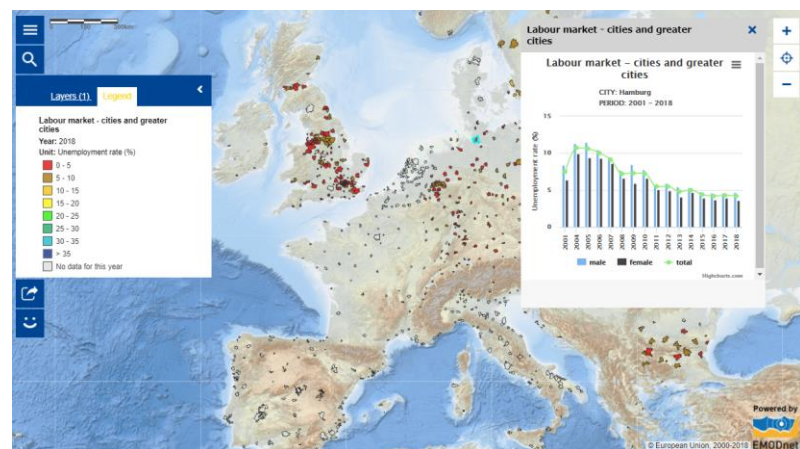 Layers (1)
Legend
Labour market - cities and greater
cities
Year: 2018
Unit: Unemployment rate (%)
0 - 5
5 - 10
10 - 15
15 - 20
20 - 25
25 - 30
30 - 35
> 35
No data for this year
Labour market - cities and greater
cities
Labour market – cities and greater
cities
CITY: Hamburg
PERIOD: 2001 – 2018
Unemployment rate (%)
15
10
5
0
2001
2004
2005
2006
2007
2008
2009
2010
2011
2012
2013
2014
2015
2016
2017
2018
male
female
total
Highcharts.com
Powered by
EMODnet
© European Union, 2000-2018